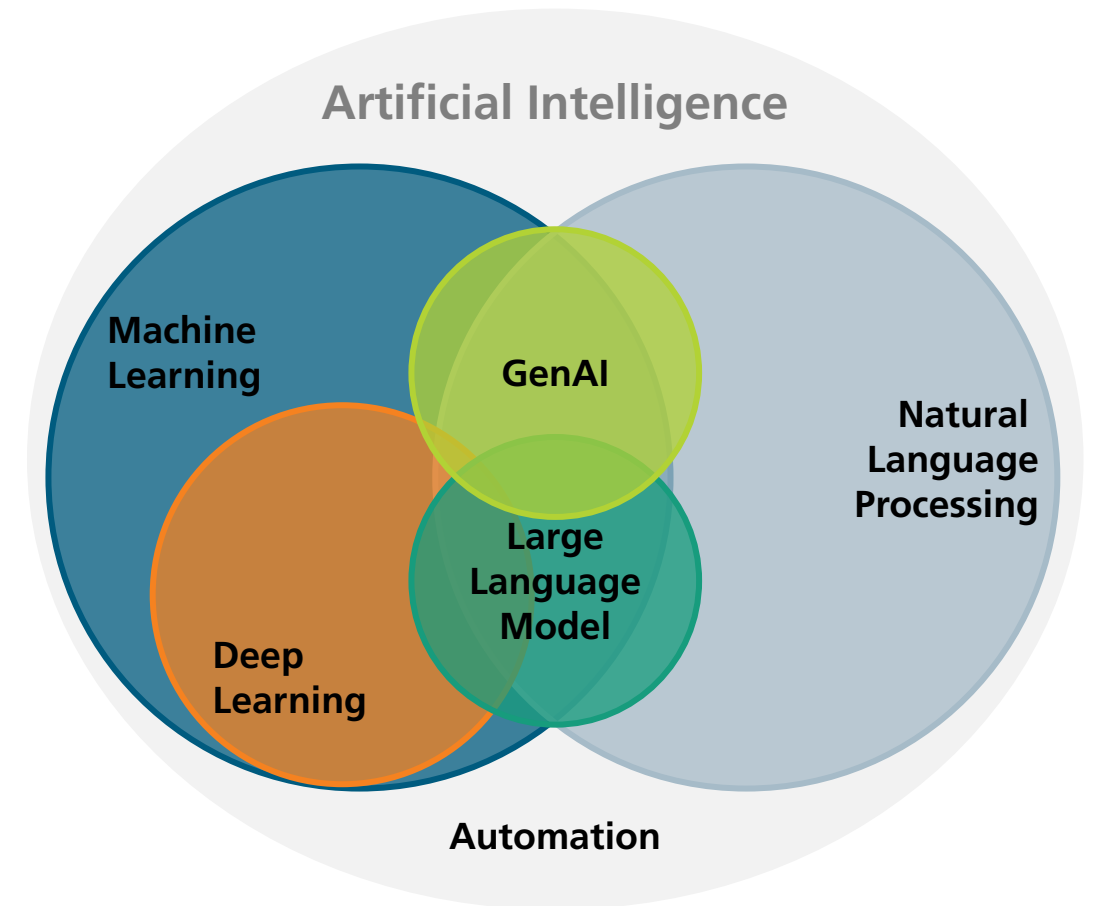 Artificial Intelligence
Machine
Learning
GenAI
Natural
Language
Processing
Large
Language
Model
Deep
Learning
Automation